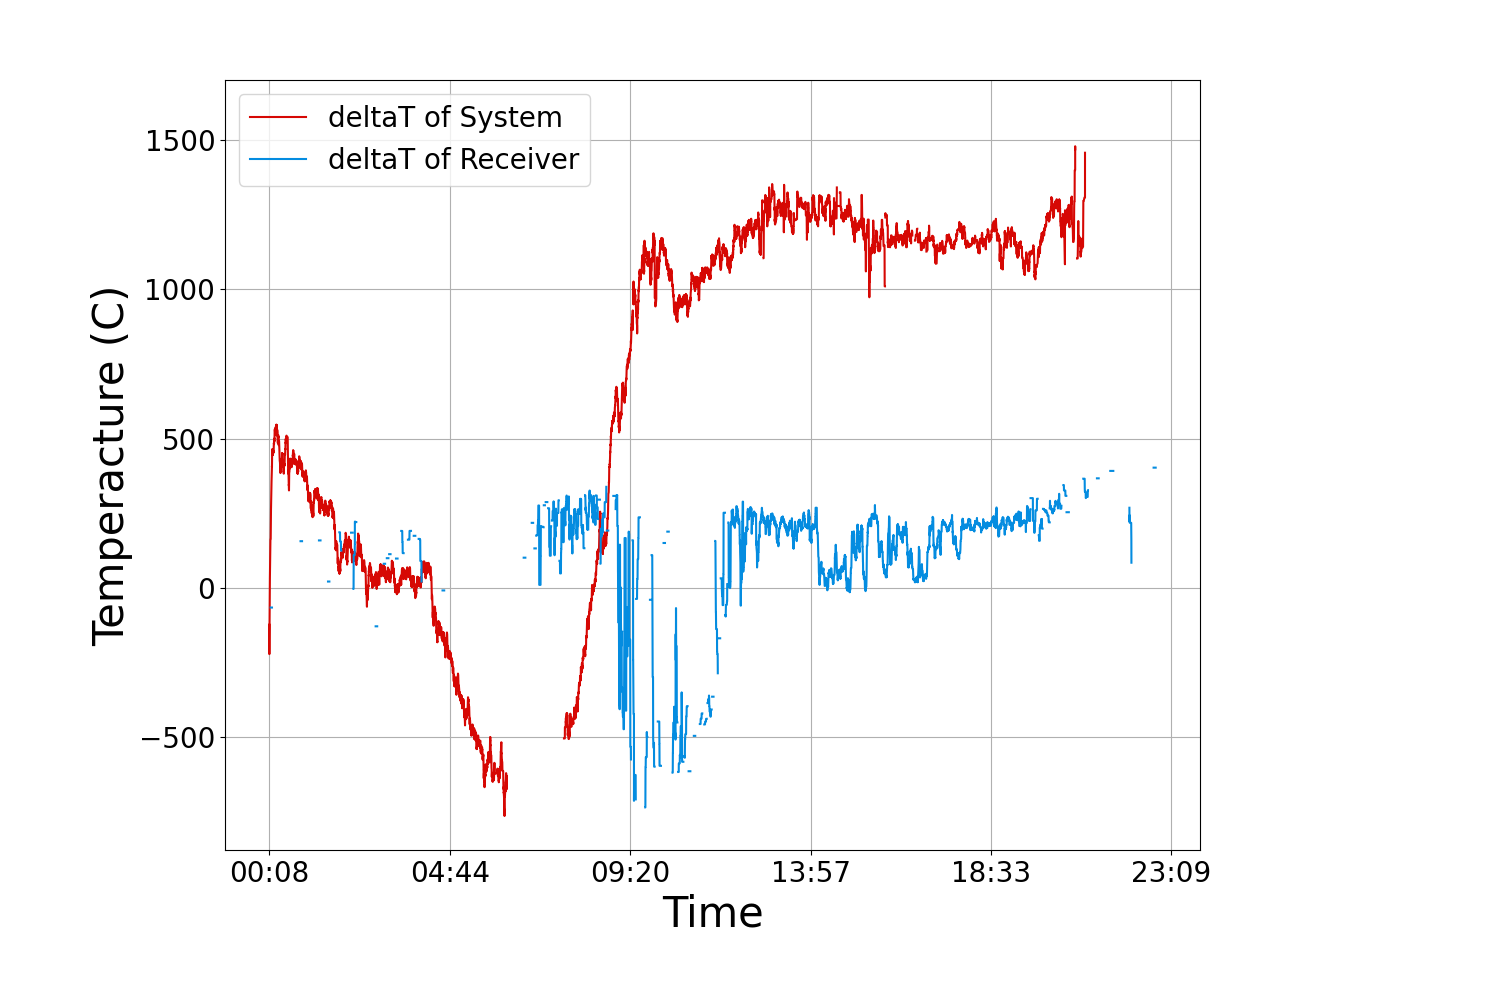 deltaT of System
deltaT of Receiver
1500
1000
500
0
−500
Temperacture (C)
00:08 04:44 09:20 13:57 18:33 23:09
Time